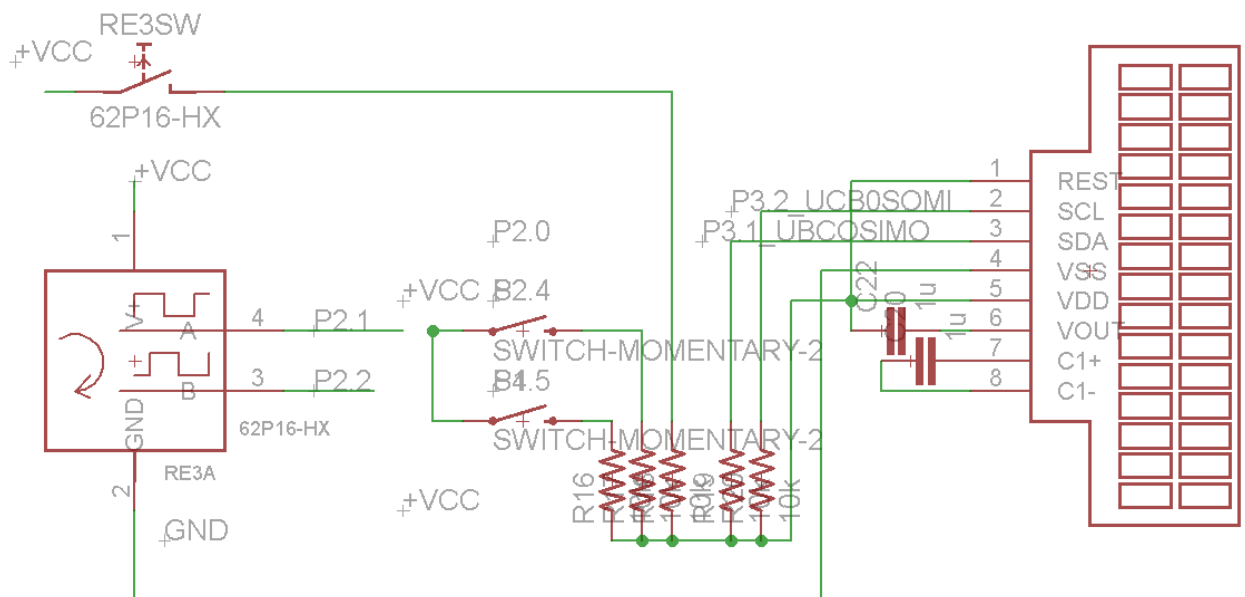 RE3SW
+VCC
62P16-HX
+VCC
1
V+
A
4
P2.1
B
3
P2.2
GND
62P16-HX
RE3A
2
GND
P2.0
+VCC
P2.4
SWITCH-MOMENTARY-2
SWITCH-MOMENTARY-2
+VCC
R16
10k
P3.2_UCB0SOMI
P3.1_UBC0SIMO
1 REST
2 SCL
3 SDA
4 VSS
5 VDD
6 VOUT
7 C1+
8 C1-
C22
1u
1u